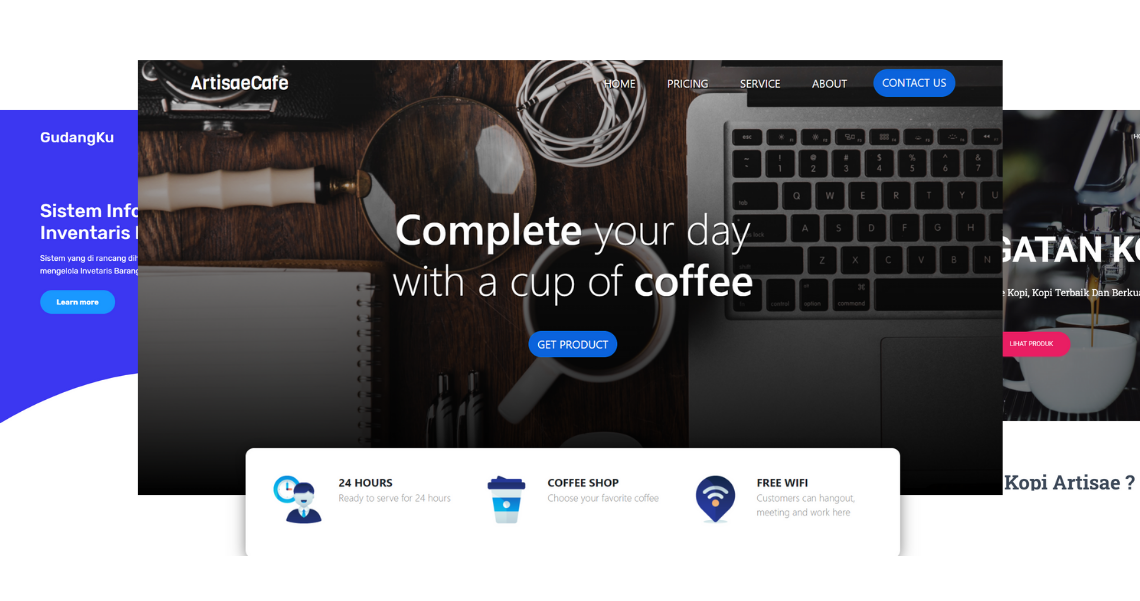 GudangKu
Sistem Info
Inventaris
Sistem yang di rancang
mengelola Invetaris Barang
Learn more
ArtisaeCafe
HOME PRICING SERVICE ABOUT CONTACT US
Complete your day
with a cup of coffee
GET PRODUCT
24 HOURS
Ready to serve for 24 hours
COFFEE SHOP
Choose your favorite coffee
FREE WIFI
Customers can hangout,
meeting and work here
GATAN KO
Kopi, Kopi Terbaik Dan Berku
LIHAT PRODUK
Kopi Artisae ?